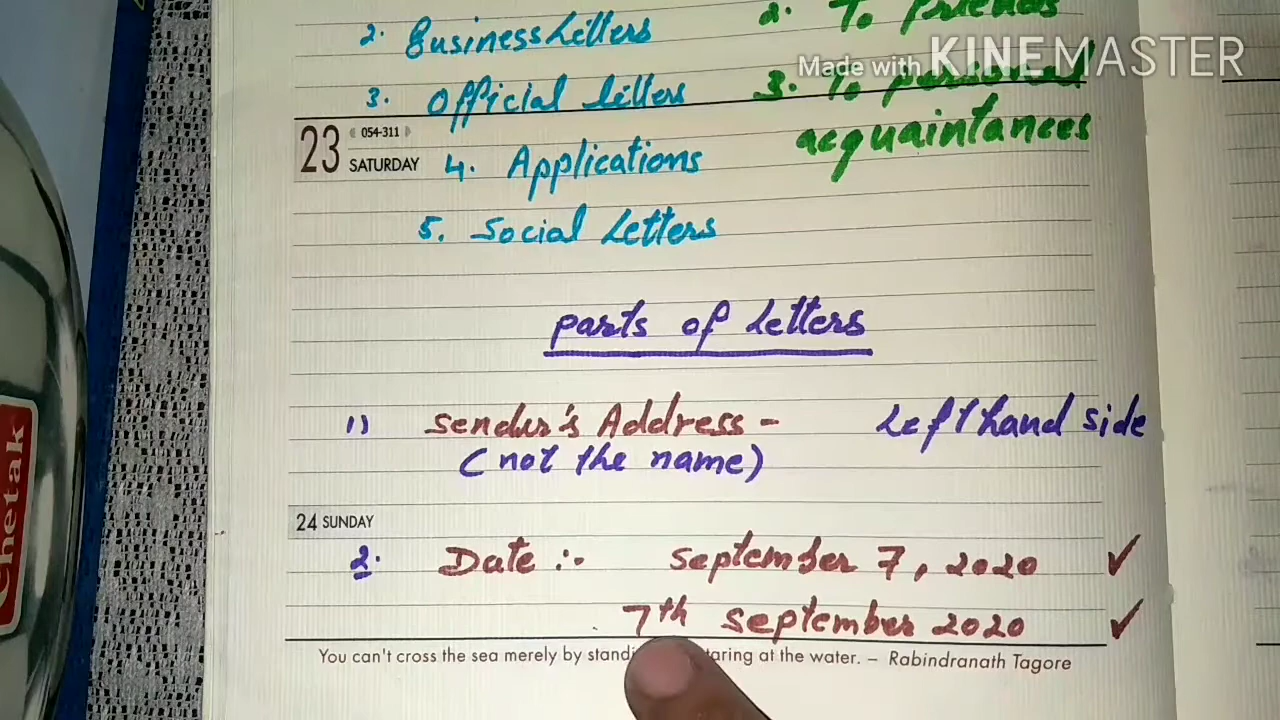 2. To friends
2. Business Letters
Made with KINEMASTER
3. Official letters
3. To personal
acquaintances
23 054-311
SATURDAY
4. Applications
5. Social Letters
Parts of Letters
1) Sender's Address - Left hand side
(not the name)
24 SUNDAY
2. Date :- September 7, 2020 ✓
7th September 2020 ✓
You can't cross the sea merely by staring at the water. – Rabindranath Tagore
Chetak